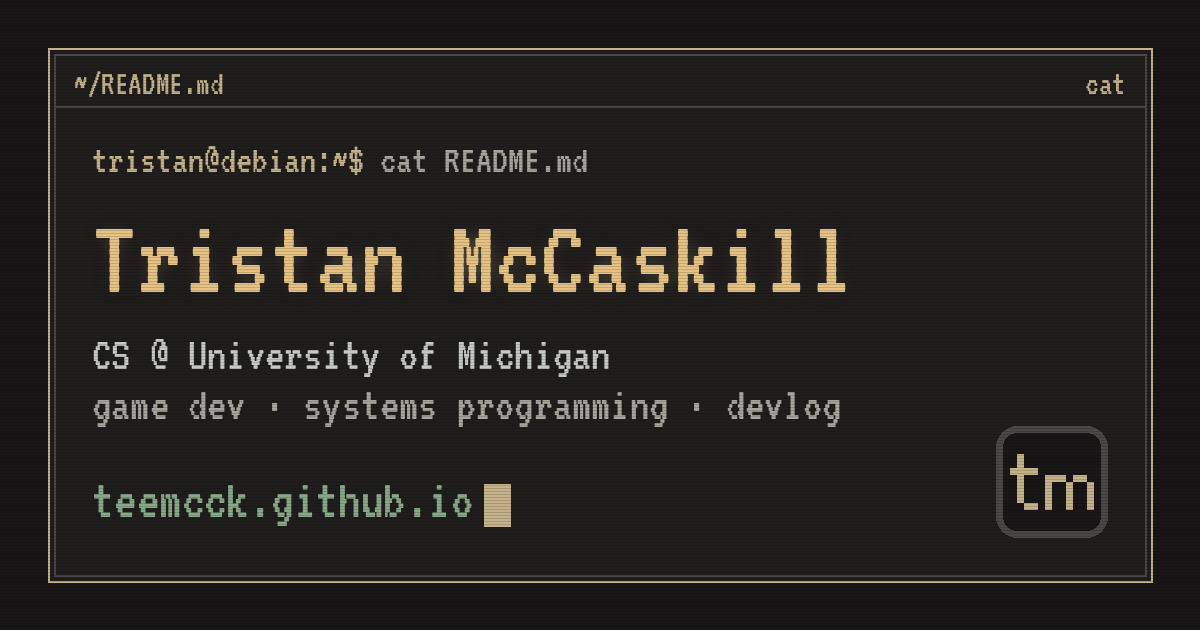 ~/README.md cat
tristan@debian:~$ cat README.md
Tristan McCaskill
CS @ University of Michigan
game dev · systems programming · devlog
teemcck.github.io
tm